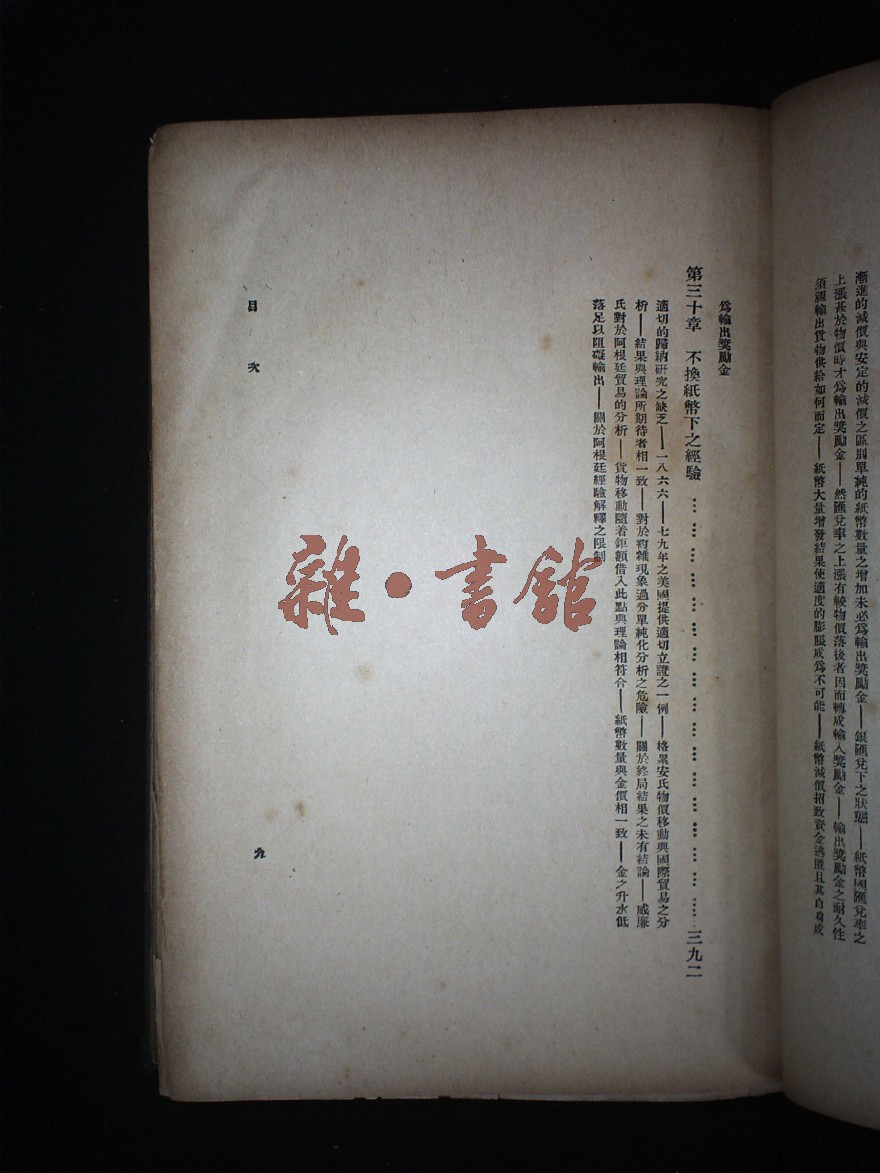 漸進的減價與安定的減價之區別單純的紙幣數量之增加未必爲輸出獎勵金——銀匯兌下之狀態——紙幣國匯兌率之
上漲甚於物價時才爲輸出獎勵金——然匯兌率之上漲有較物價落後者因而轉成輸入獎勵金——輸出獎勵金之耐久性
須視輸出貨物供給如何而定——紙幣大量增發結果使適度的膨脹成爲不可能——紙幣減價招致資金逃匿且其自身成
爲輸出獎勵金
第三十章 不換紙幣下之經驗 ………………………………………………三九二
適切的歸納研究之缺乏——一八六六——七九年之美國提供適切立證之一例——格累安氏物價移動與國際貿易之分
析——結果與理論所期待者相一致——對於複雜現象過分單純化分析之危險——關於終局結果之未有結論——威廉
氏對於阿根廷貿易的分析——貨物移動隨着鉅額借入此點與理論相符合——紙幣數量與金價相一致——金之升水低
落足以阻礙輸出——關於阿根廷經驗解釋之限制
目次
九
雜·書館